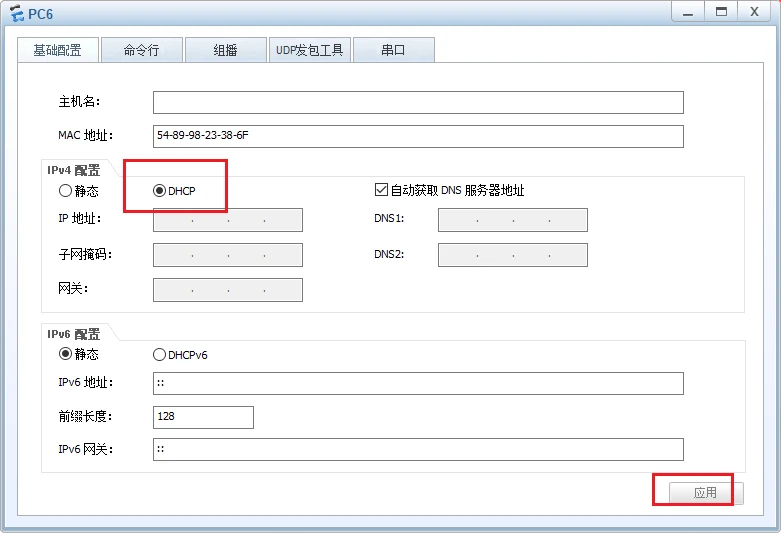 PC6
基础配置 命令行 组播 UDP发包工具 串口
主机名:
MAC 地址: 54-89-98-23-38-6F
IPv4 配置
静态 DHCP 自动获取 DNS 服务器地址
IP 地址: . . . DNS1: . . .
子网掩码: . . . DNS2: . . .
网关: . . .
IPv6 配置
静态 DHCPv6
IPv6 地址: ::
前缀长度: 128
IPv6 网关: ::
应用